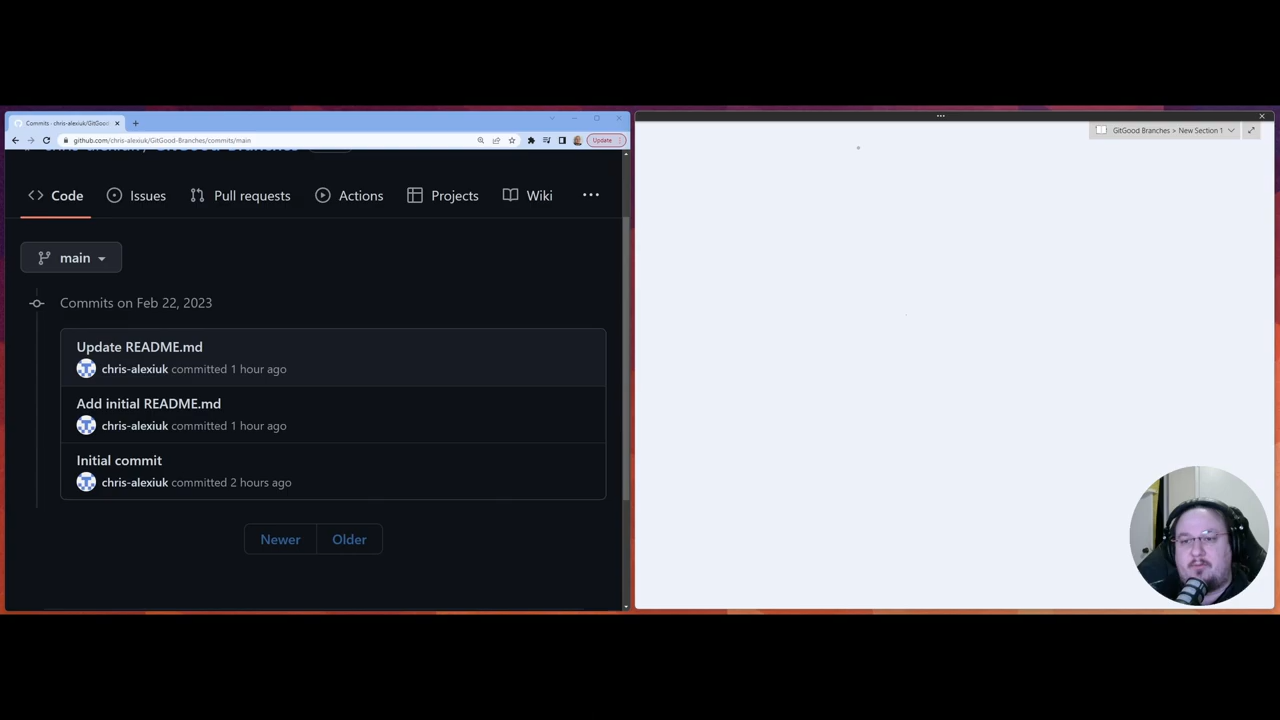 Commits · chris-alexiuk/GitGood-
github.com/chris-alexiuk/GitGood-Branches/commits/main
Update
Code
Issues
Pull requests
Actions
Projects
Wiki
main
Commits on Feb 22, 2023
Update README.md
chris-alexiuk committed 1 hour ago
Add initial README.md
chris-alexiuk committed 1 hour ago
Initial commit
chris-alexiuk committed 2 hours ago
Newer
Older
GitGood Branches > New Section 1